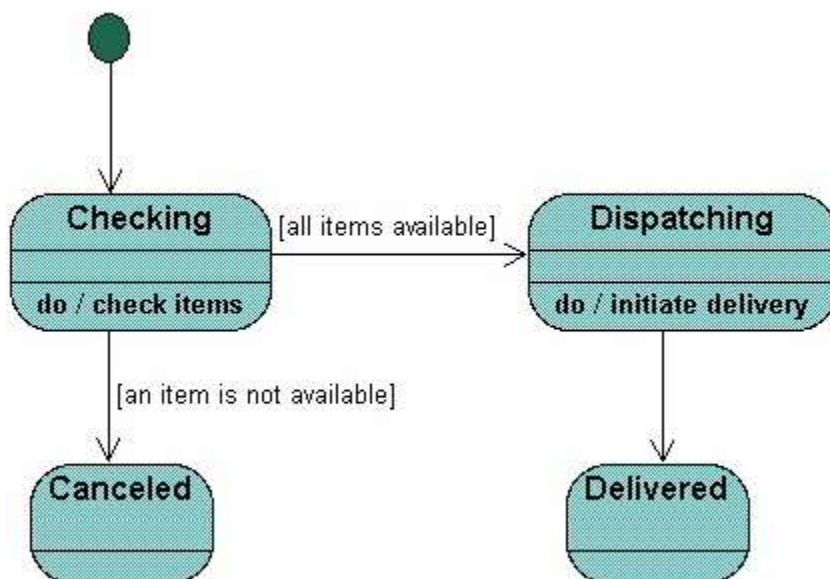 Checking
[all items available]
Dispatching
do / check items
do / initiate delivery
[an item is not available]
Canceled
Delivered